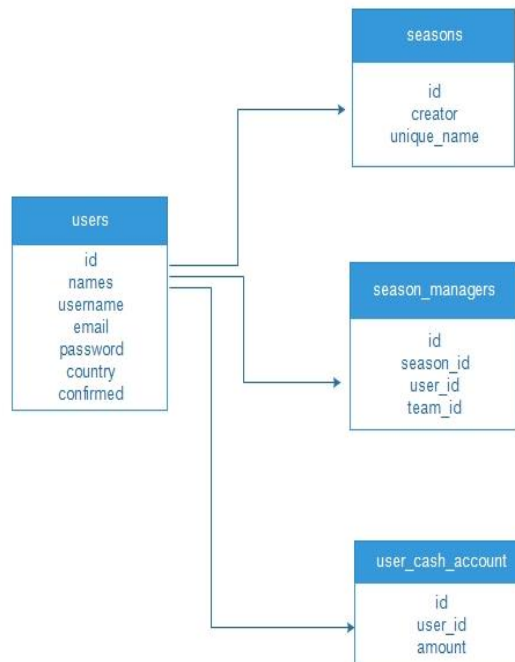 seasons
id
creator
unique_name
users
id
names
username
email
password
country
confirmed
season_managers
id
season_id
user_id
team_id
user_cash_account
id
user_id
amount